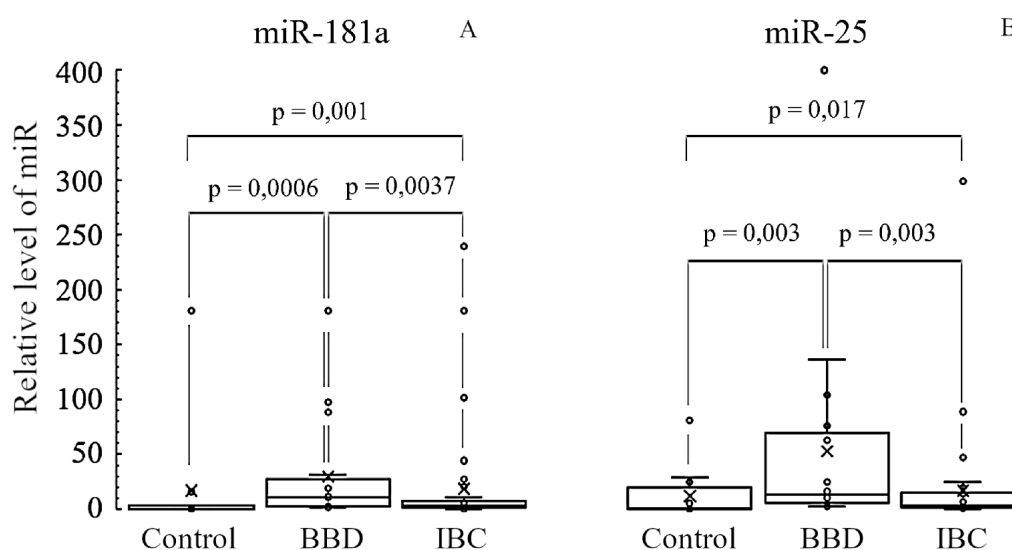 miR-181a A
miR-25 B
Relative level of miR
400
350
300
250
200
150
100
50
0
p = 0,001
p = 0,0006
p = 0,0037
p = 0,017
p = 0,003
p = 0,003
Control BBD IBC
Control BBD IBC